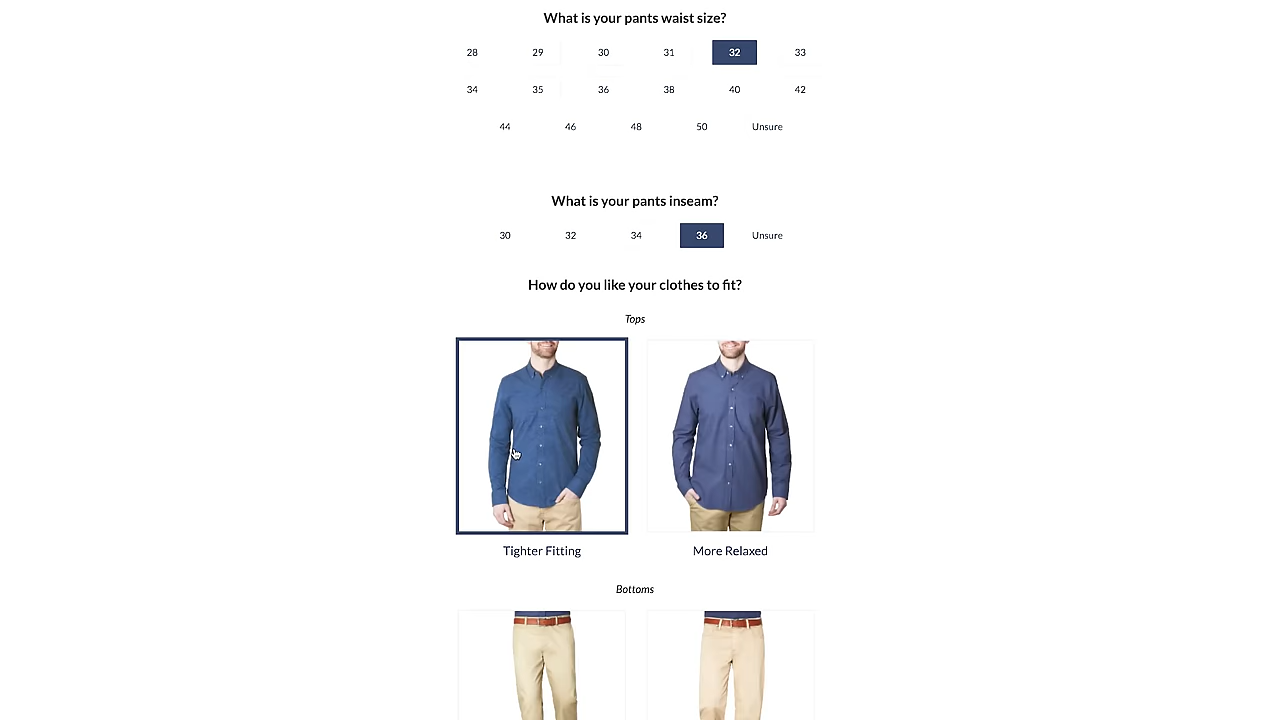 What is your pants waist size?
28 29 30 31 32 33
34 35 36 38 40 42
44 46 48 50 Unsure
What is your pants inseam?
30 32 34 36 Unsure
How do you like your clothes to fit?
Tops
Tighter Fitting More Relaxed
Bottoms